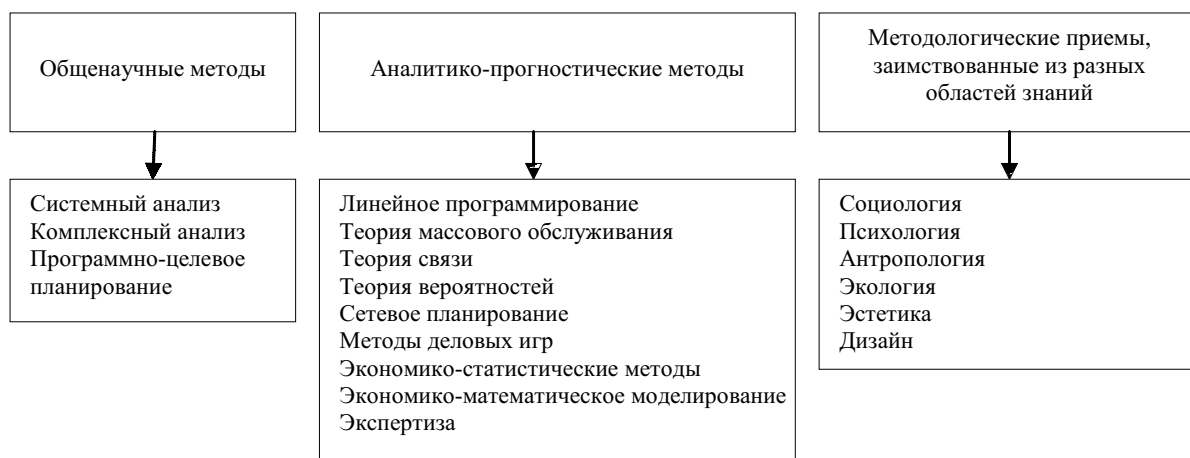 Общенаучные методы
Аналитико-прогностические методы
Методологические приемы,
заимствованные из разных
областей знаний
Системный анализ
Комплексный анализ
Программно-целевое
планирование
Линейное программирование
Теория массового обслуживания
Теория связи
Теория вероятностей
Сетевое планирование
Методы деловых игр
Экономико-статистические методы
Экономико-математическое моделирование
Экспертиза
Социология
Психология
Антропология
Экология
Эстетика
Дизайн